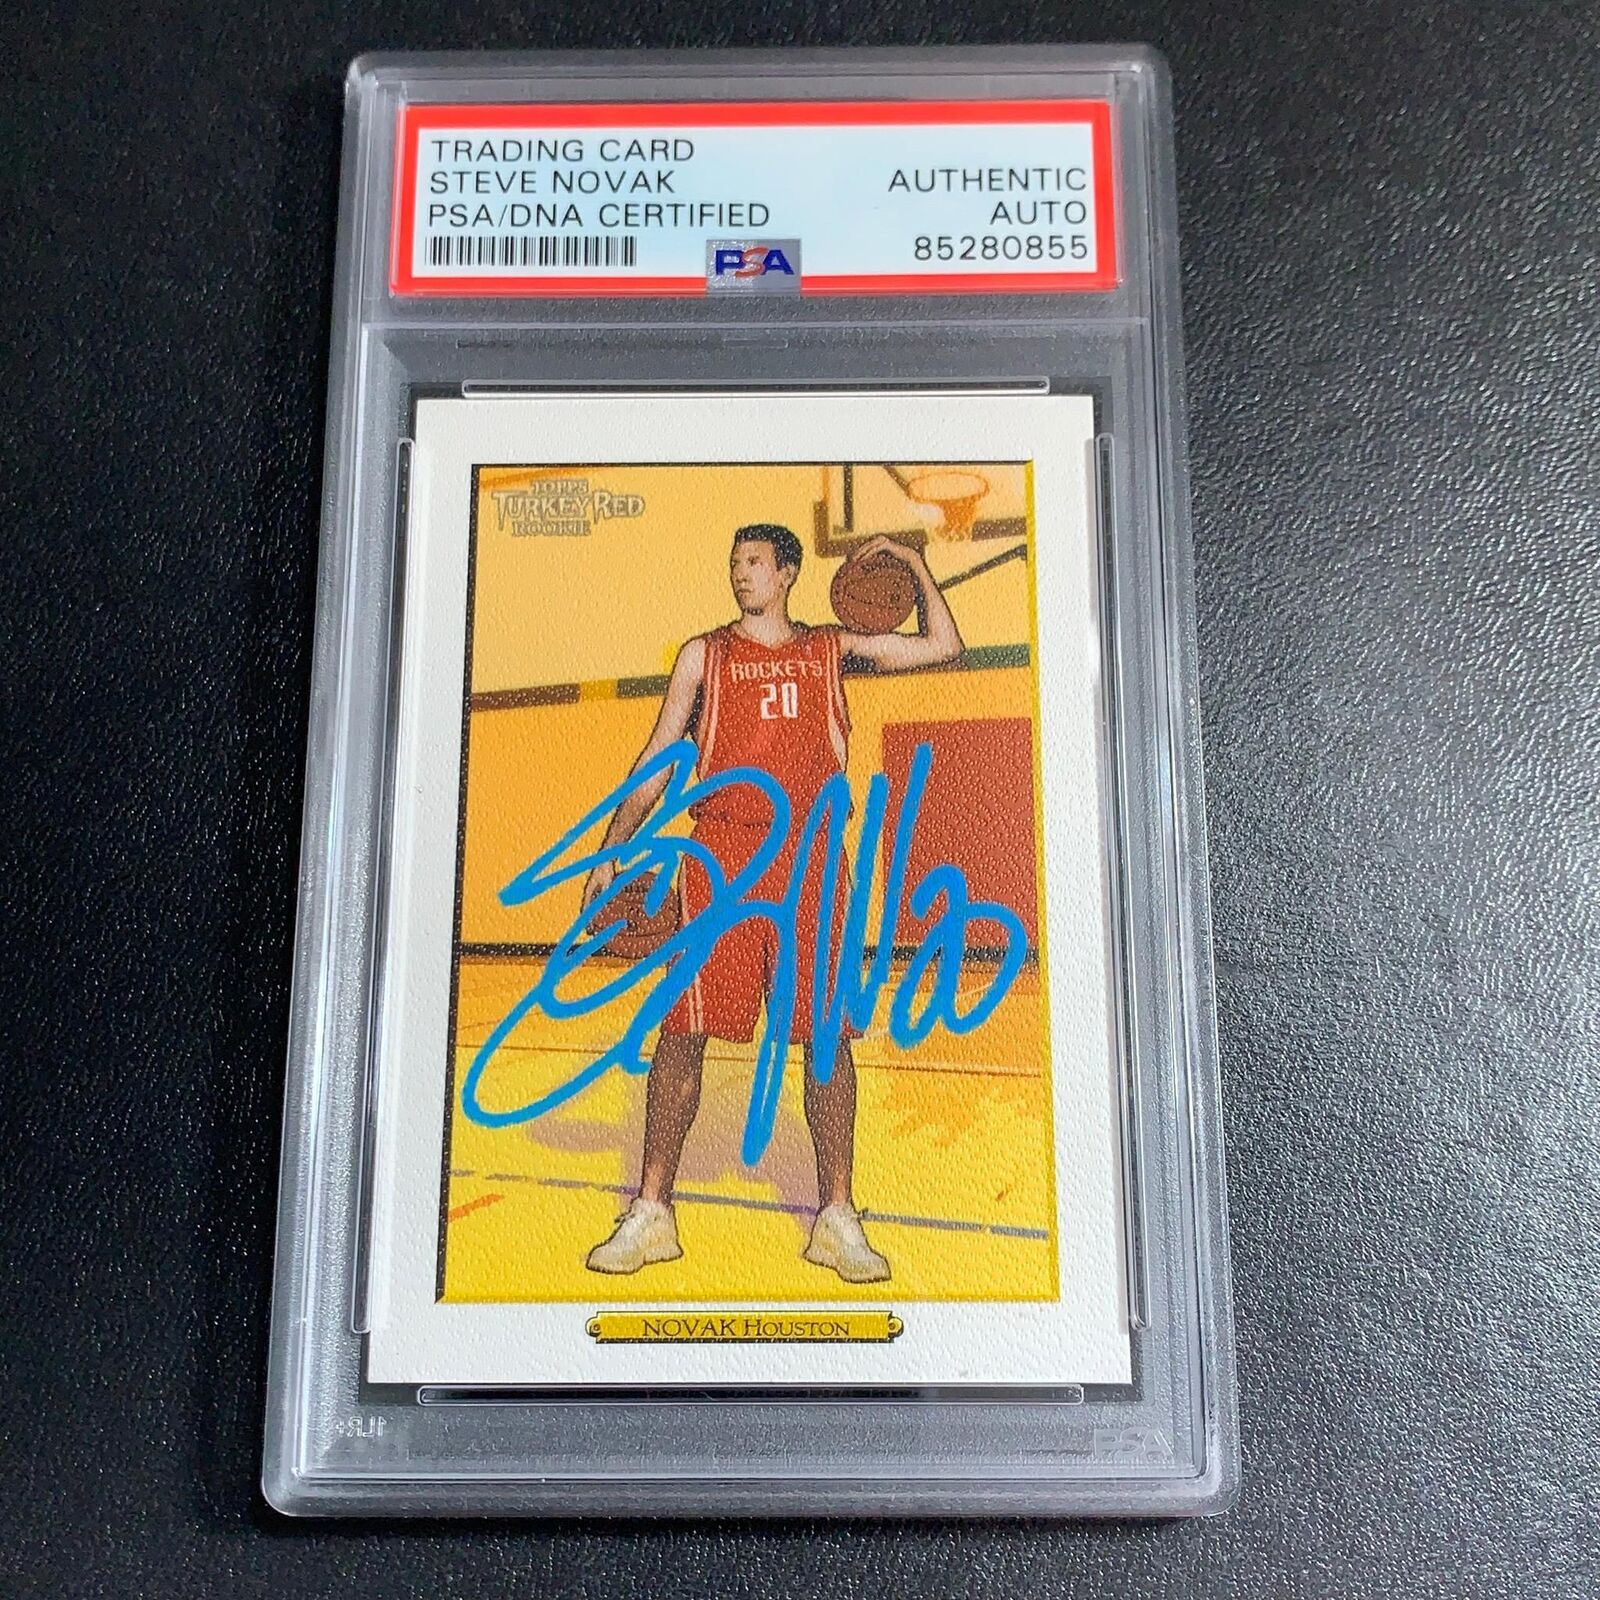 TRADING CARD
STEVE NOVAK
PSA/DNA CERTIFIED
AUTHENTIC
AUTO
85280855
PSA
TOPPS
TURKEY RED
ROOKIE
ROCKETS
20
NOVAK HOUSTON
PSA